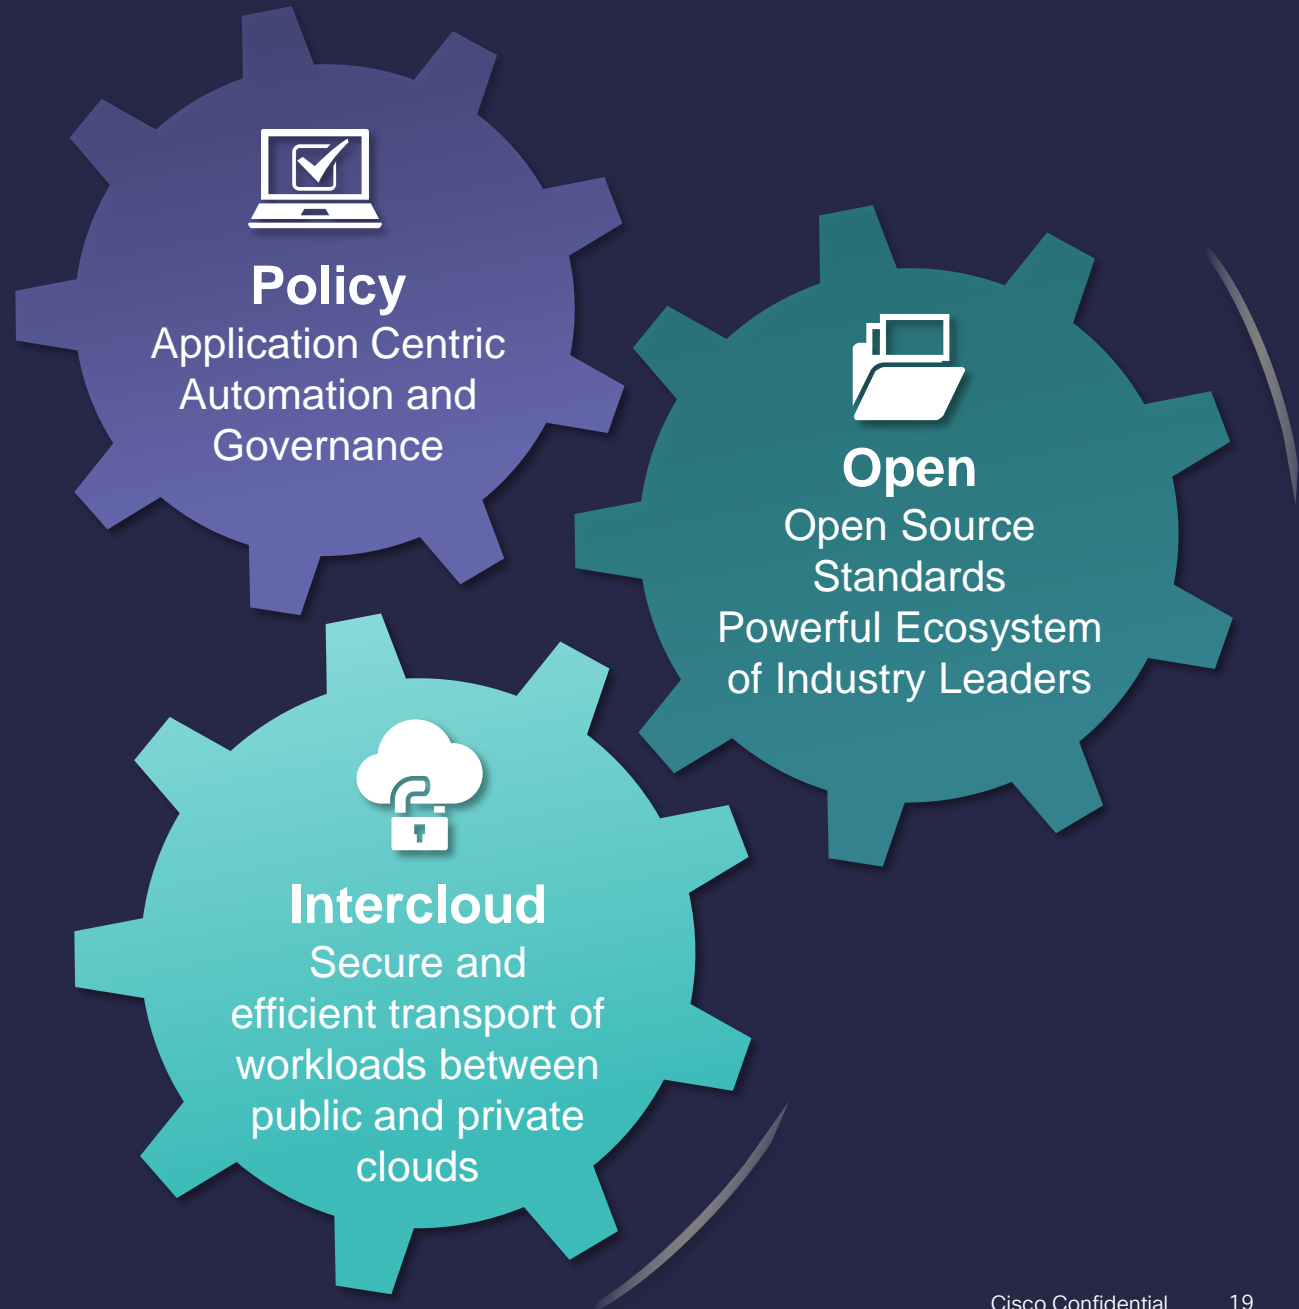 Policy
Application Centric
Automation and
Governance
Open
Open Source
Standards
Powerful Ecosystem
of Industry Leaders
Intercloud
Secure and
efficient transport of
workloads between
public and private
clouds
Cisco Confidential 19